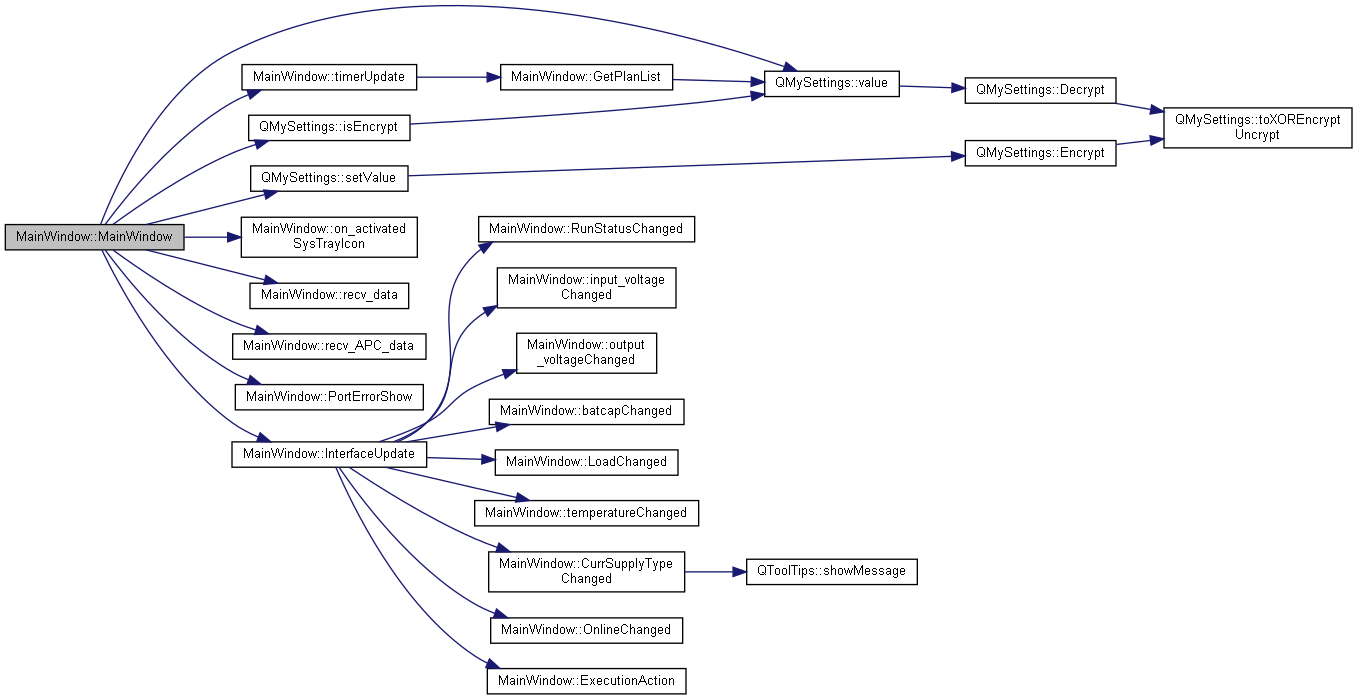 MainWindow::MainWindow
MainWindow::timerUpdate
MainWindow::GetPlanList
QMySettings::value
QMySettings::Decrypt
QMySettings::toXOREncrypt
Uncrypt
QMySettings::isEncrypt
QMySettings::setValue
QMySettings::Encrypt
MainWindow::on_activated
SysTrayIcon
MainWindow::recv_data
MainWindow::recv_APC_data
MainWindow::PortErrorShow
MainWindow::InterfaceUpdate
MainWindow::RunStatusChanged
MainWindow::input_voltage
Changed
MainWindow::output
_voltageChanged
MainWindow::batcapChanged
MainWindow::LoadChanged
MainWindow::temperatureChanged
MainWindow::CurrSupplyType
Changed
QToolTips::showMessage
MainWindow::OnlineChanged
MainWindow::ExecutionAction